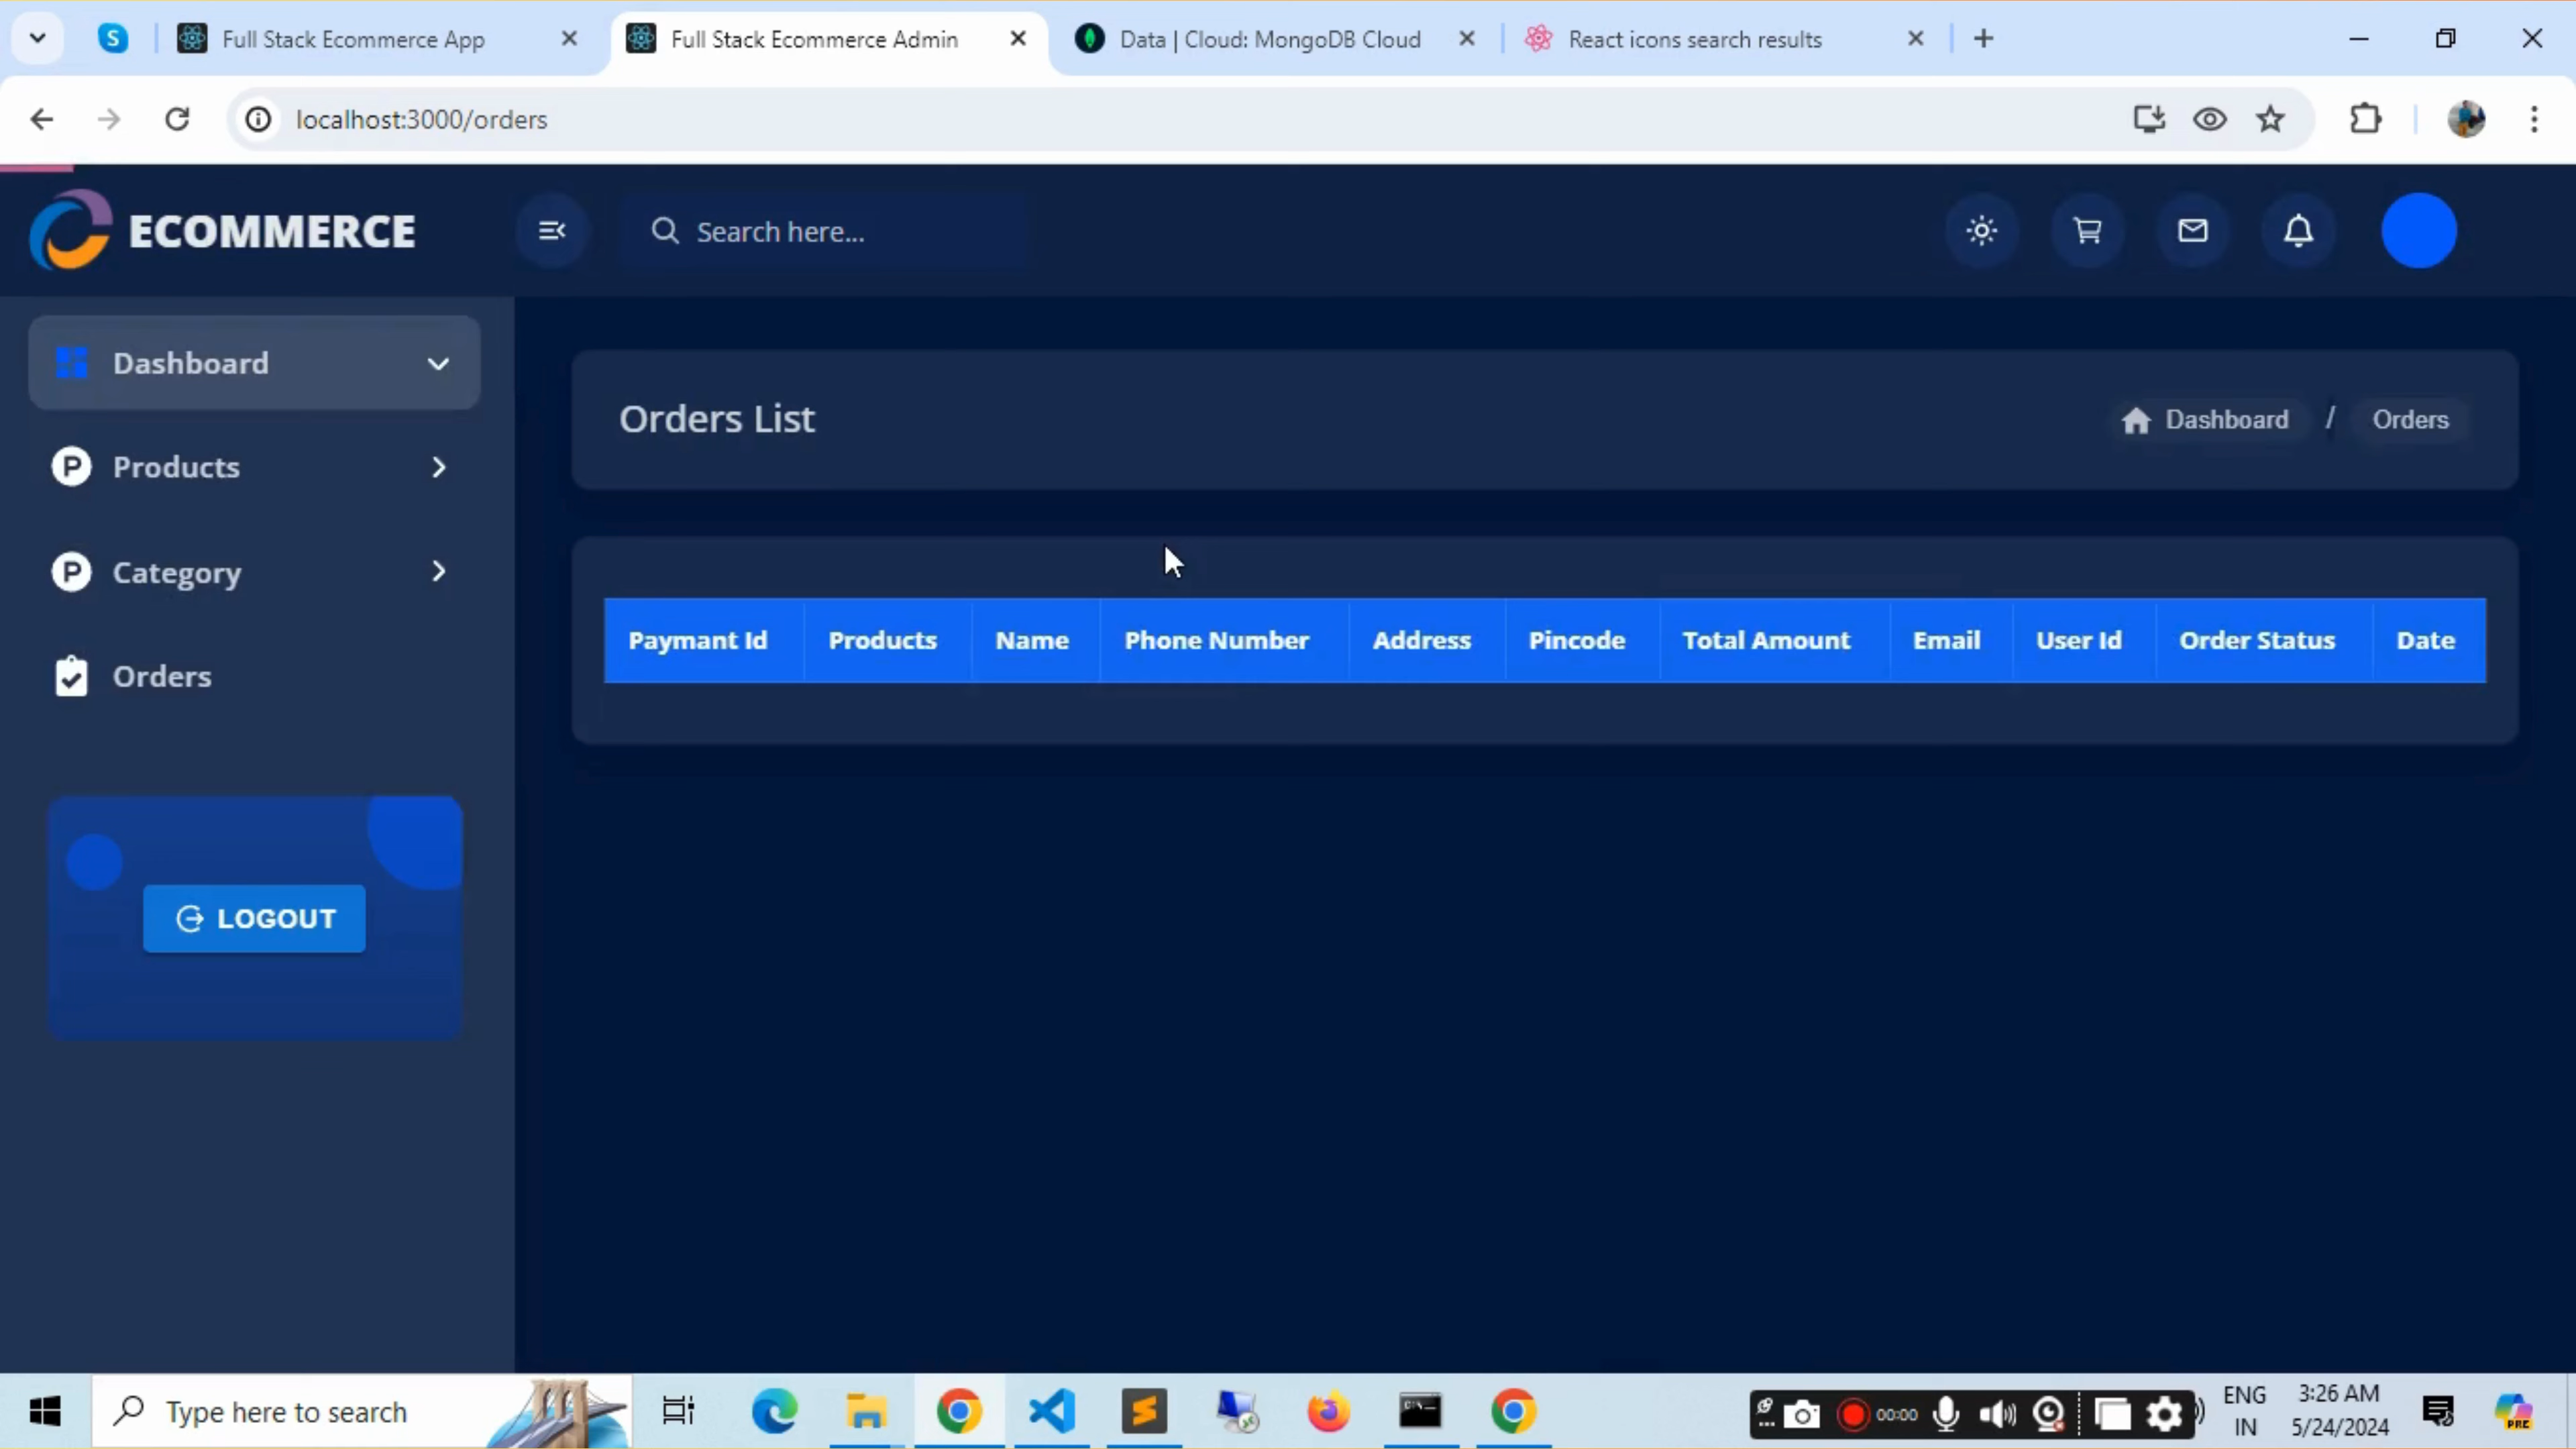 Full Stack Ecommerce App
Full Stack Ecommerce Admin
Data | Cloud: MongoDB Cloud
React icons search results
localhost:3000/orders
ECOMMERCE
Search here...
Dashboard
Products
Category
Orders
LOGOUT
Orders List
Dashboard / Orders
Paymant Id Products Name Phone Number Address Pincode Total Amount Email User Id Order Status Date
Type here to search
00:00
ENG
IN
3:26 AM
5/24/2024
PRE